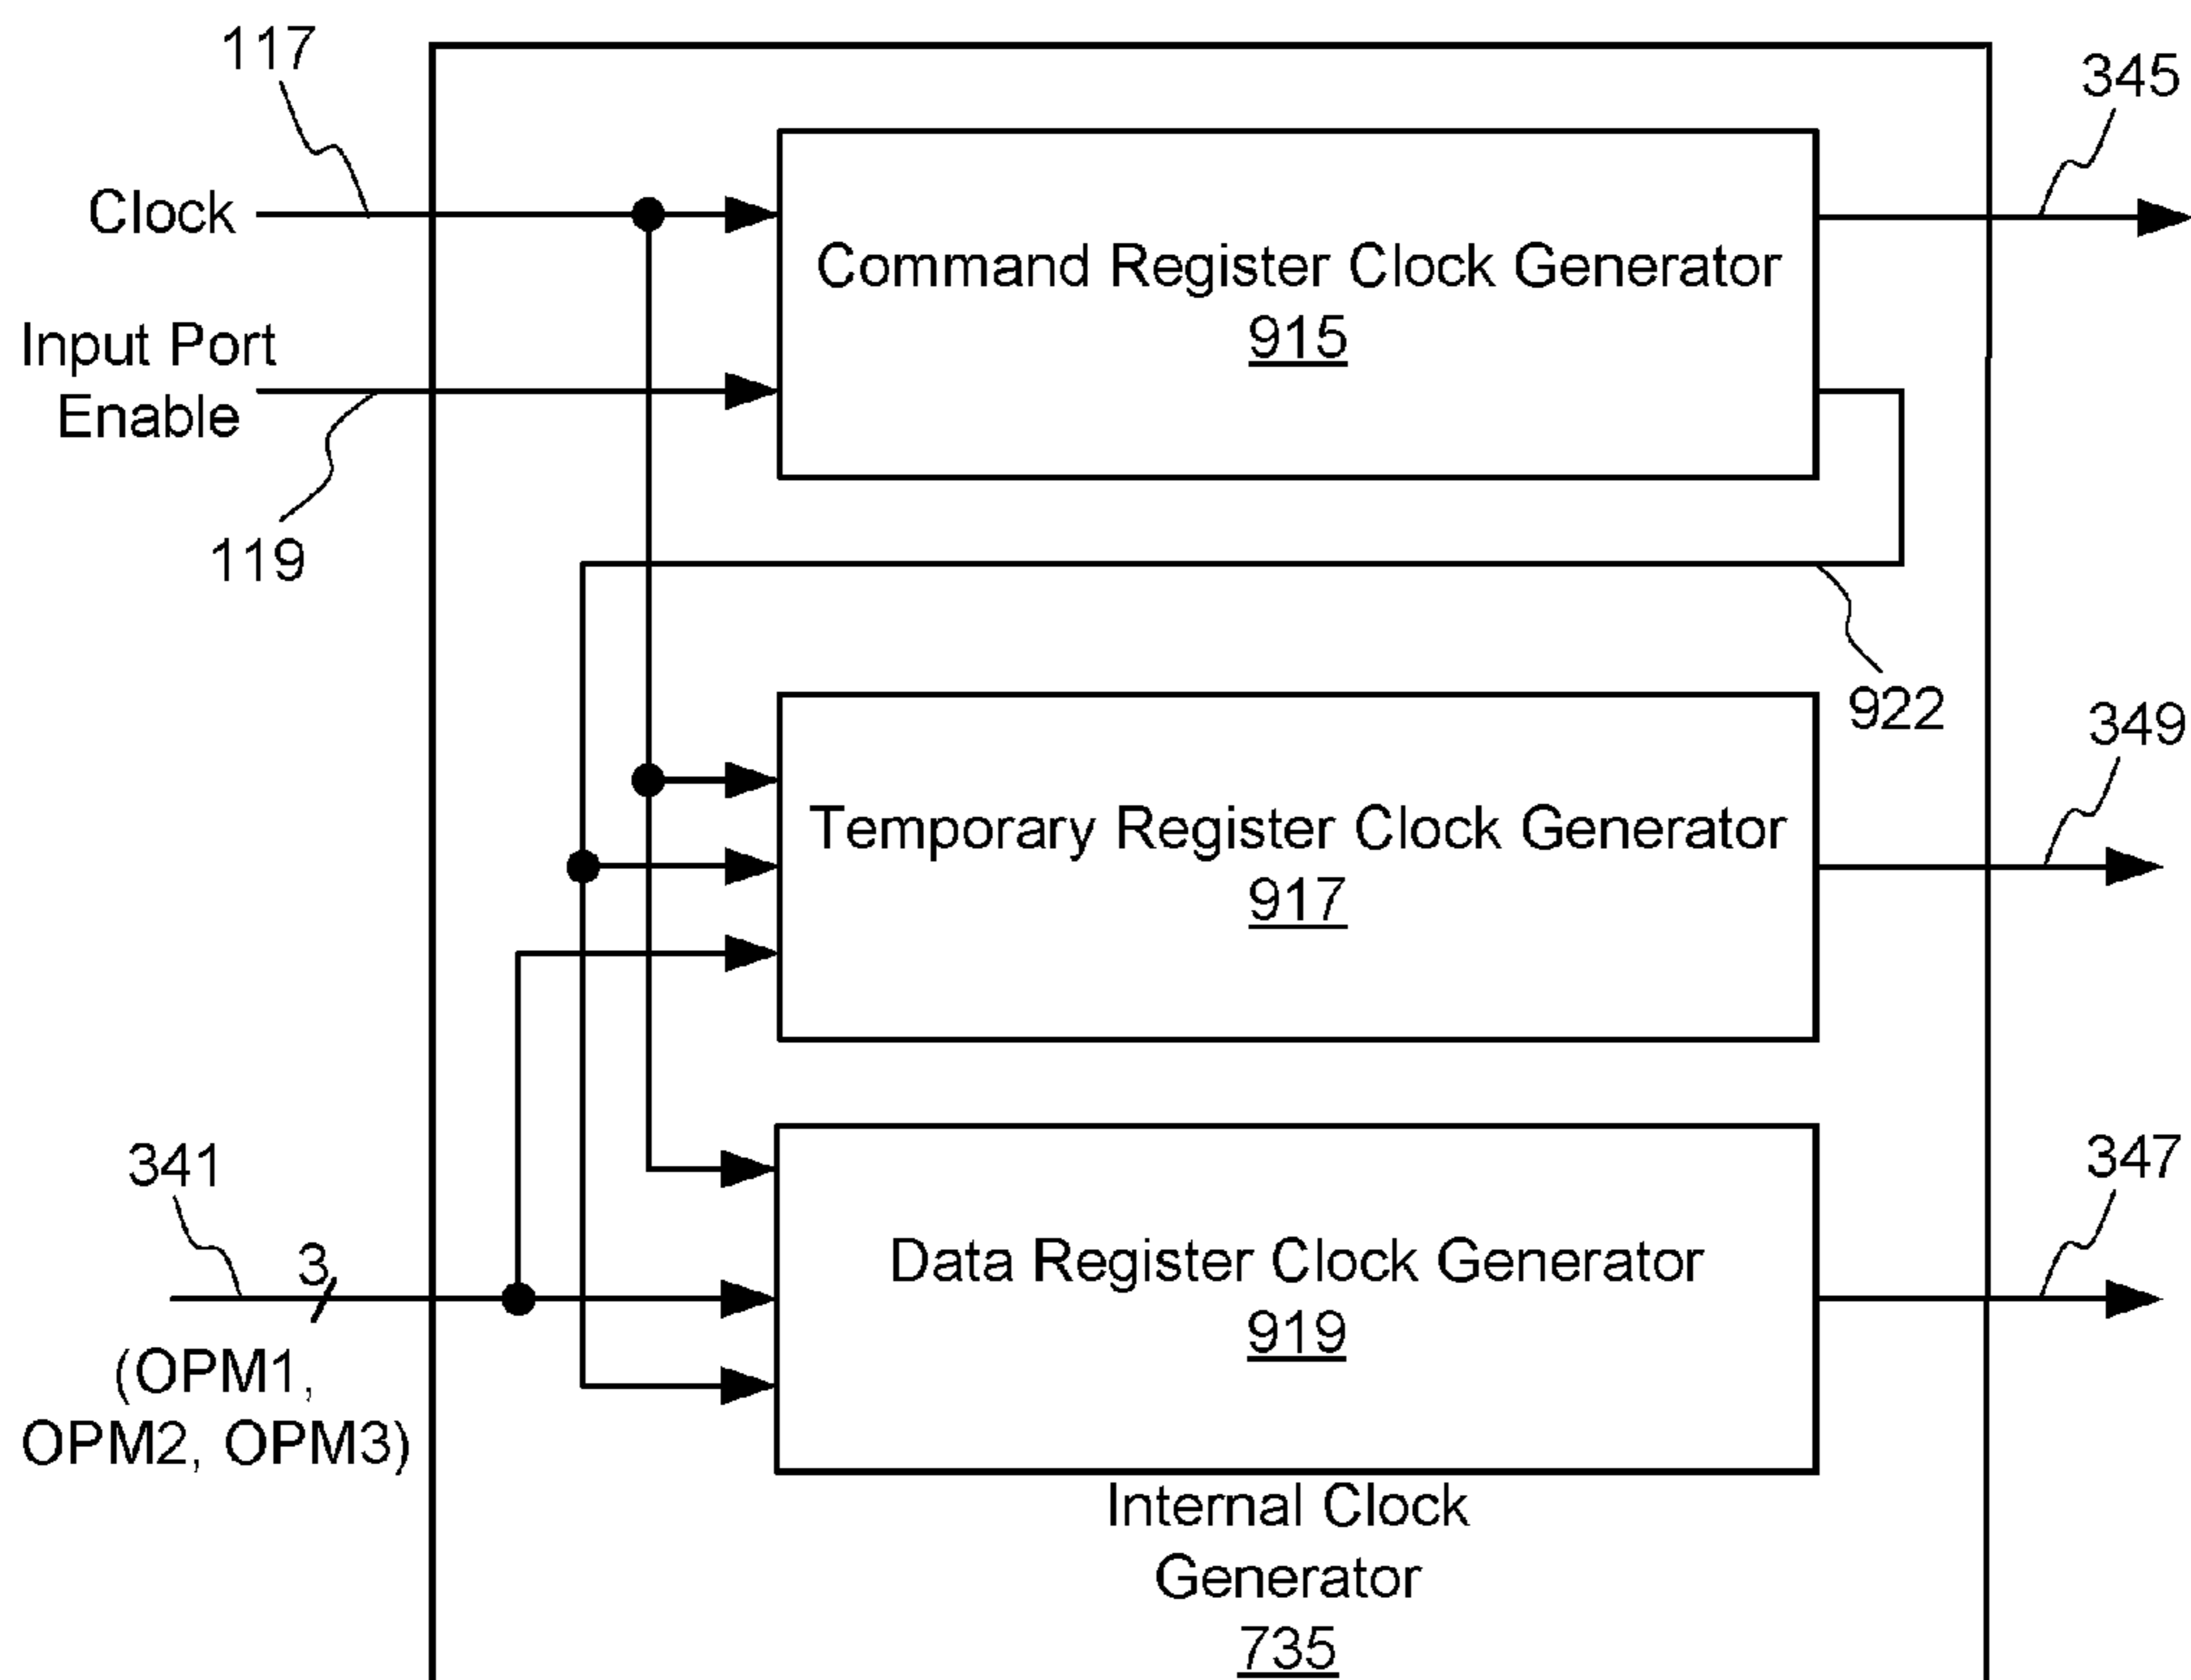 117
345
Clock
Command Register Clock Generator
915
Input Port
Enable
119
922
349
Temporary Register Clock Generator
917
341
347
3
Data Register Clock Generator
919
(OPM1,
OPM2, OPM3)
Internal Clock
Generator
735